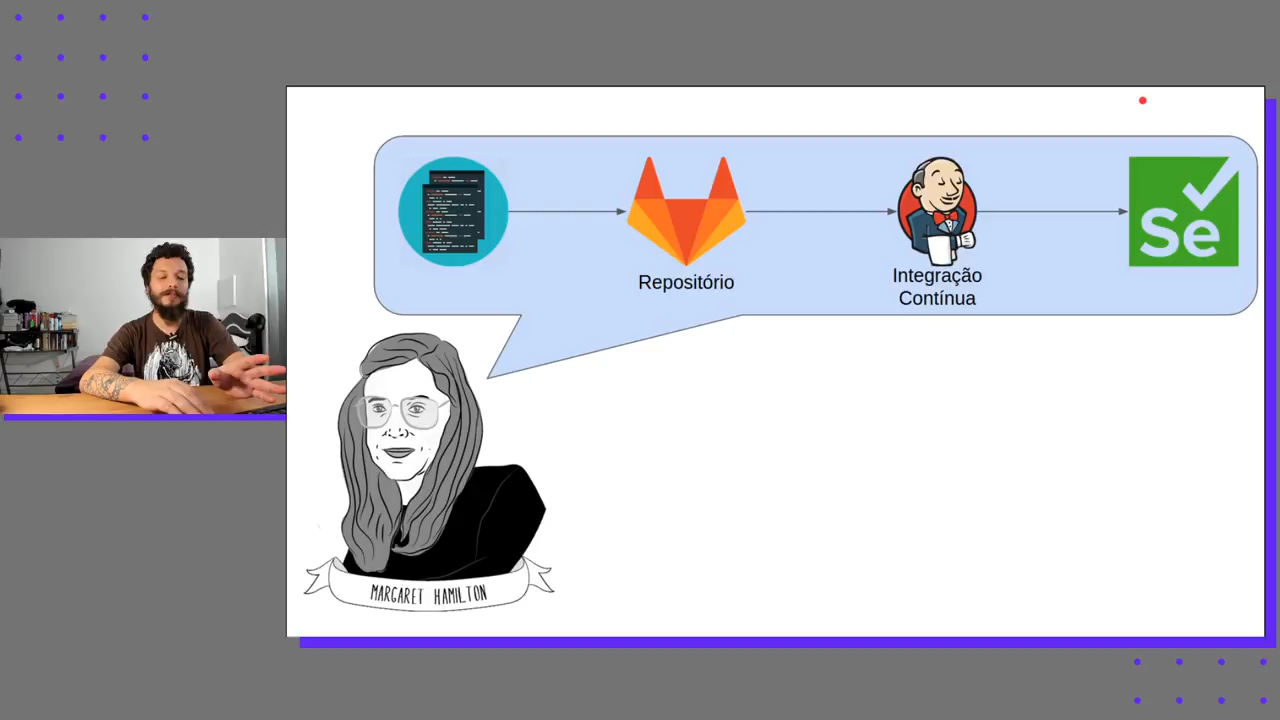 Repositório
Integração
Contínua
Se
MARGARET HAMILTON